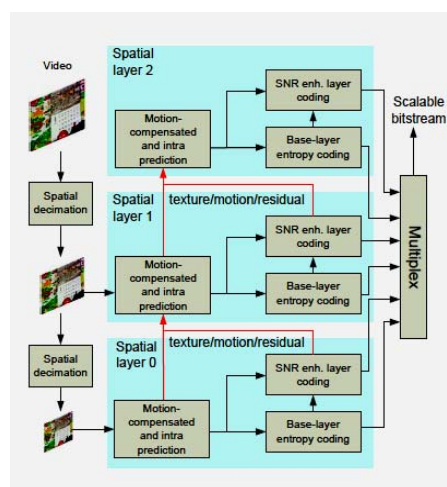 Video
Spatial
layer 2
SNR enh. layer
coding
Scalable
bitstream
Motion-
compensated
and intra
prediction
Base-layer
entropy coding
Spatial
decimation
Spatial
layer 1
texture/motion/residual
SNR enh. layer
coding
Multiplex
Motion-
compensated
and intra
prediction
Base-layer
entropy coding
Spatial
decimation
Spatial
layer 0
texture/motion/residual
SNR enh. layer
coding
Motion-
compensated
and intra
prediction
Base-layer
entropy coding